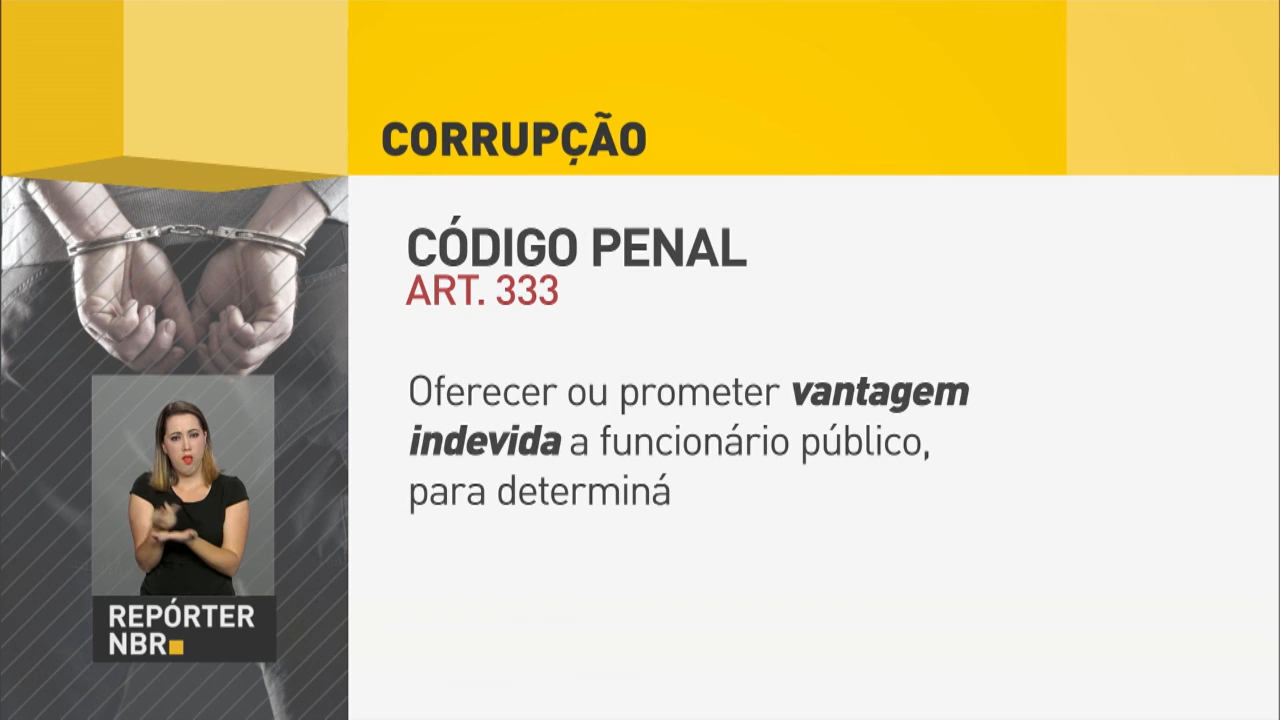 CORRUPÇÃO
CÓDIGO PENAL
ART. 333
Oferecer ou prometer vantagem
indevida a funcionário público,
para determiná
REPÓRTER
NBR